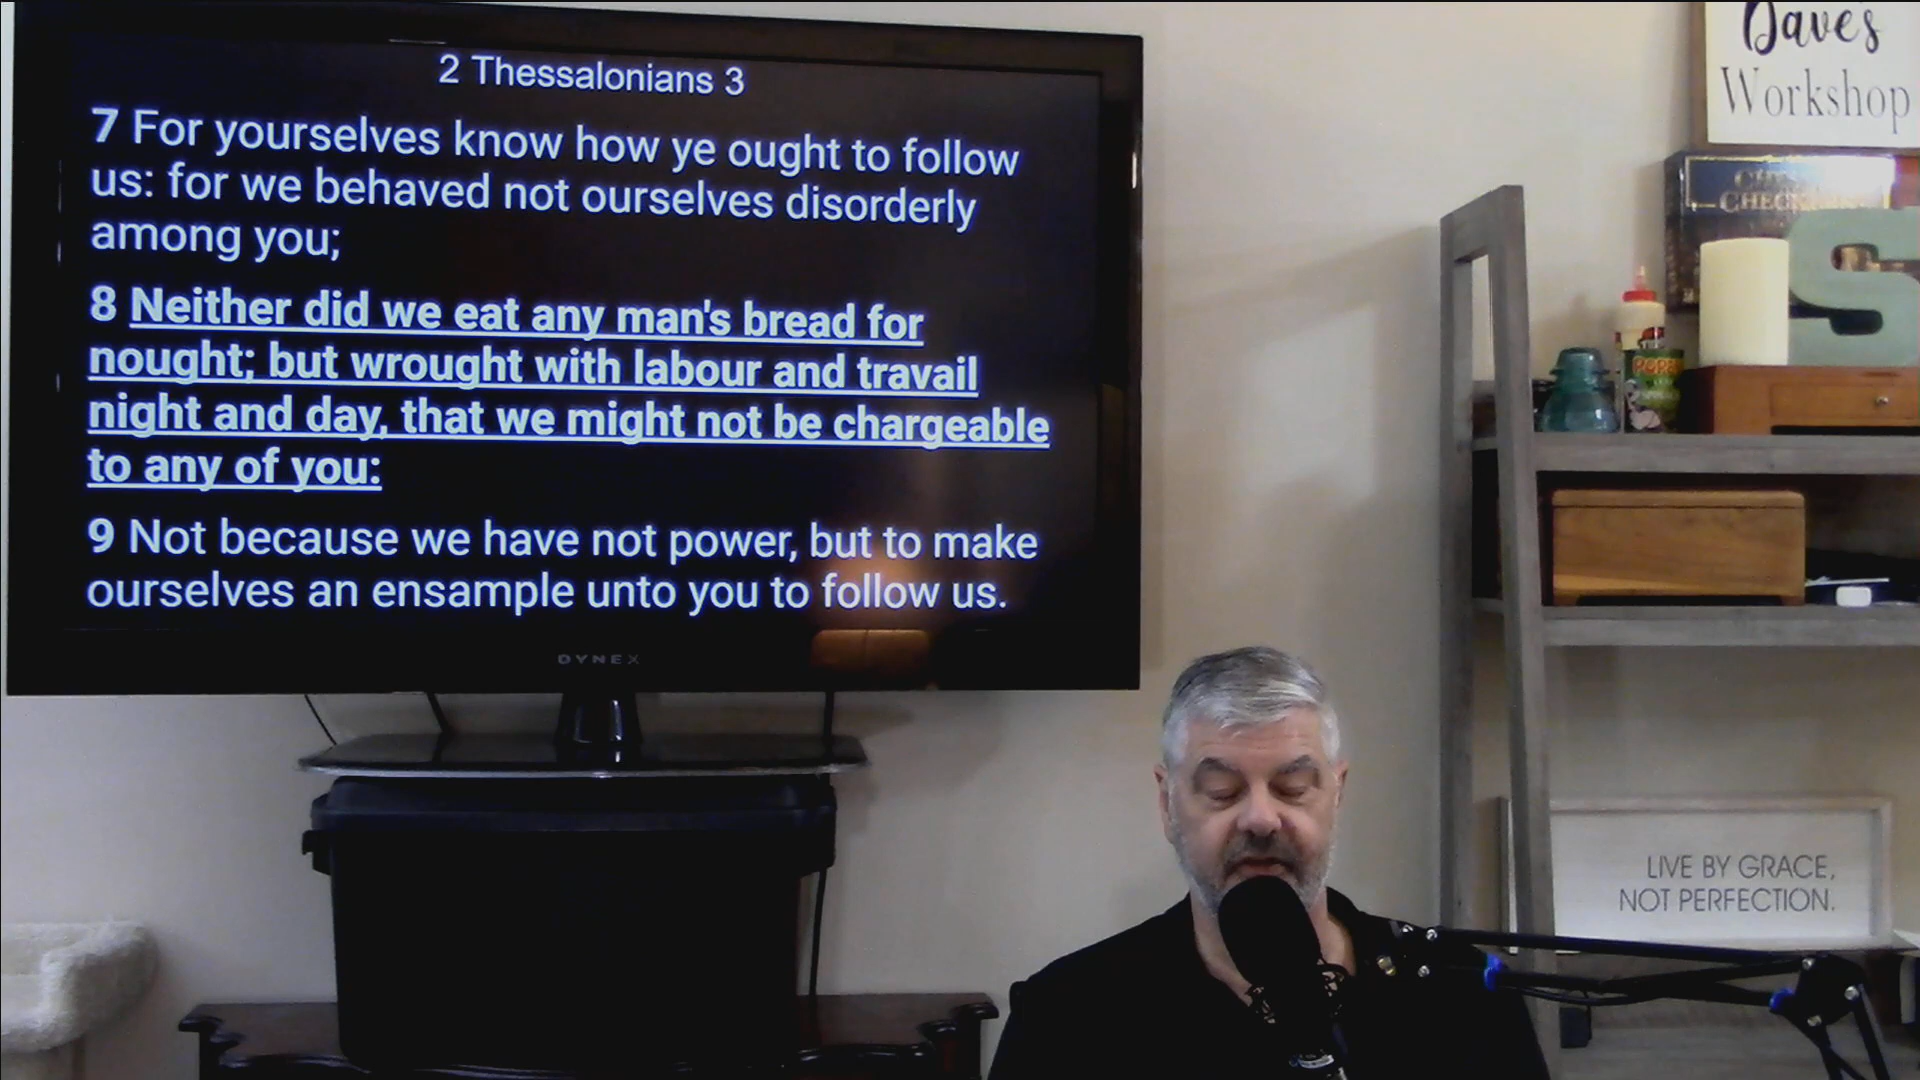 2 Thessalonians 3
7 For yourselves know how ye ought to follow
us: for we behaved not ourselves disorderly
among you;
8 Neither did we eat any man's bread for
nought; but wrought with labour and travail
night and day, that we might not be chargeable
to any of you:
9 Not because we have not power, but to make
ourselves an ensample unto you to follow us.
DYNEX
Dave's
Workshop
S
LIVE BY GRACE,
NOT PERFECTION.